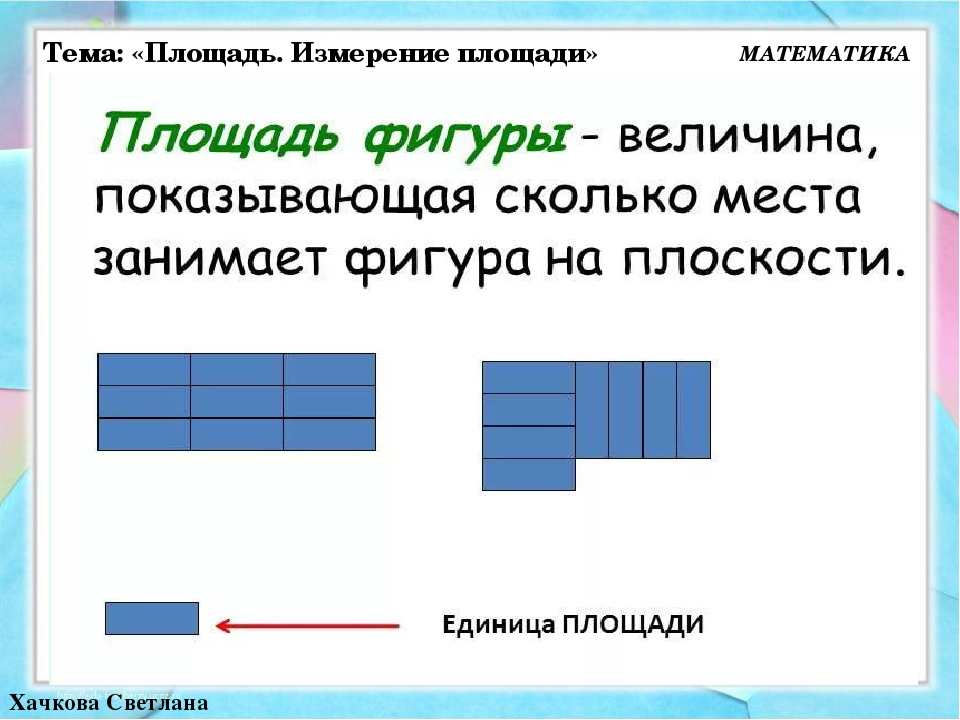 Тема: «Площадь. Измерение площади»
МАТЕМАТИКА
Площадь фигуры - величина,
показывающая сколько места
занимает фигура на плоскости.
Единица ПЛОЩАДИ
Хачкова Светлана